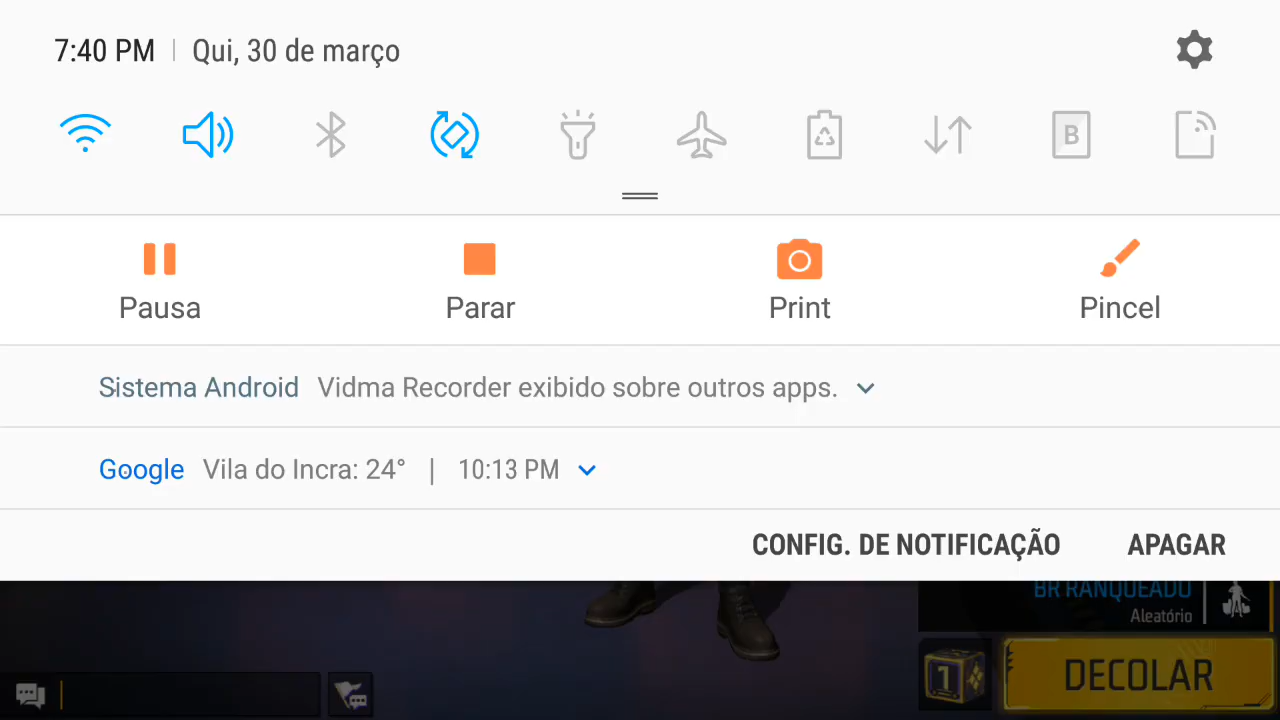 7:40 PM | Qui, 30 de março
B
Pausa Parar Print Pincel
Sistema Android Vidma Recorder exibido sobre outros apps.
Google Vila do Incra: 24° | 10:13 PM
CONFIG. DE NOTIFICAÇÃO APAGAR
BR RANQUEADO
Aleatório
1 DECOLAR